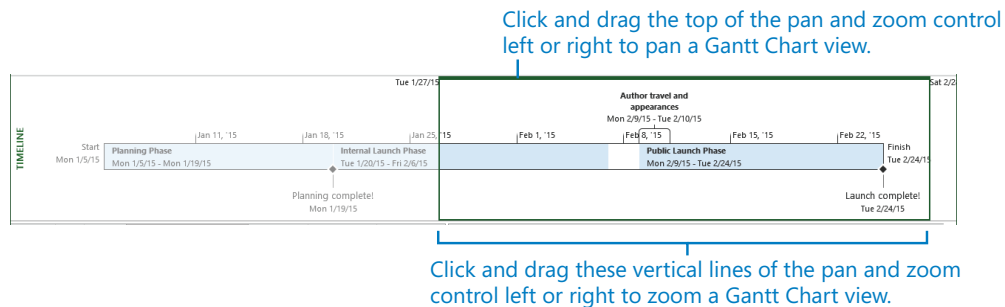 Click and drag the top of the pan and zoom control
left or right to pan a Gantt Chart view.
Tue 1/27/15
Sat 2/2
Author travel and
appearances
Mon 2/9/15 - Tue 2/10/15
Jan 11, '15
Jan 18, '15
Jan 25, '15
Feb 1, '15
Feb 8, '15
Feb 15, '15
Feb 22, '15
TIMELINE
Start
Mon 1/5/15
Planning Phase
Mon 1/5/15 - Mon 1/19/15
Internal Launch Phase
Tue 1/20/15 - Fri 2/6/15
Public Launch Phase
Mon 2/9/15 - Tue 2/24/15
Finish
Tue 2/24/15
Planning complete!
Mon 1/19/15
Launch complete!
Tue 2/24/15
Click and drag these vertical lines of the pan and zoom
control left or right to zoom a Gantt Chart view.